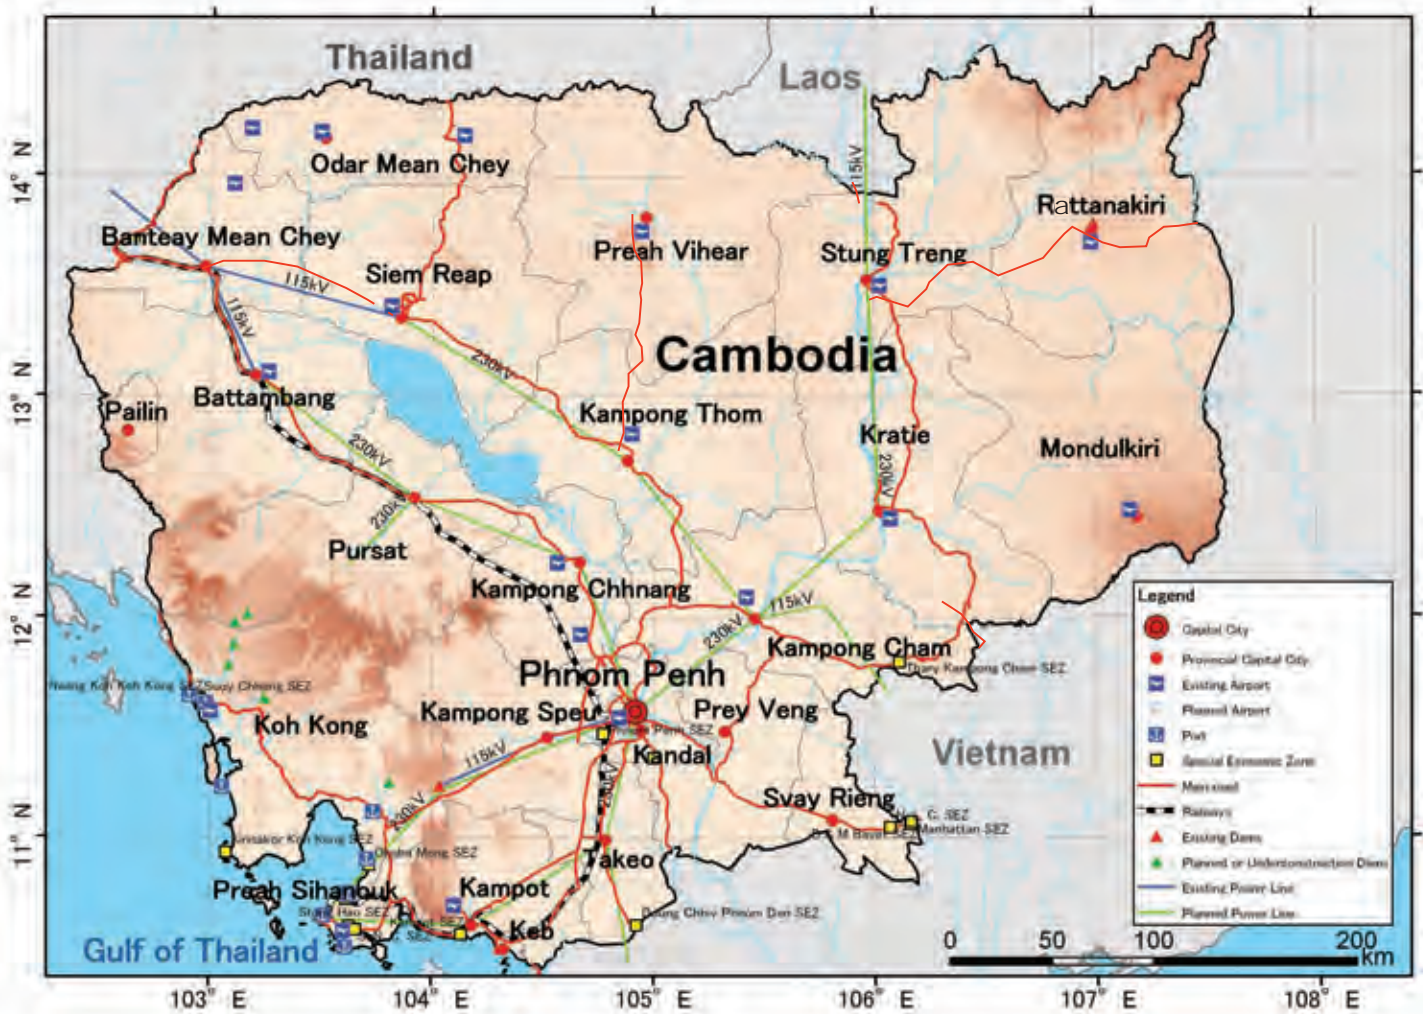 Thailand
Laos
14° N
115kV
Odar Mean Chey
Rattanakiri
Banteay Mean Chey
Preah Vihear
Stung Treng
Siem Reap
115kV
115kV
Cambodia
230kV
13° N
Battambang
Pailin
Kampong Thom
Kratie
Mondulkiri
230kV
230kV
230kV
Pursat
Kampong Chhnang
12° N
115kV
230kV
Kampong Cham
Phnom Penh
Koh Kong
Kampong Speu
Prey Veng
Kandal
Vietnam
115kV
230kV
Svay Rieng
Manhattan SEZ
11° N
Takeo
Preah Sihanouk
Kampot
Keb
Gulf of Thailand
Legend
Capital City
Provincial Capital City
Existing Airport
Planned Airport
Port
Special Economic Zone
Main road
Railways
Existing Dams
Planned or Underconstruction Dams
Existing Power Line
Planned Power Line
0 50 100 200
km
103° E 104° E 105° E 106° E 107° E 108° E